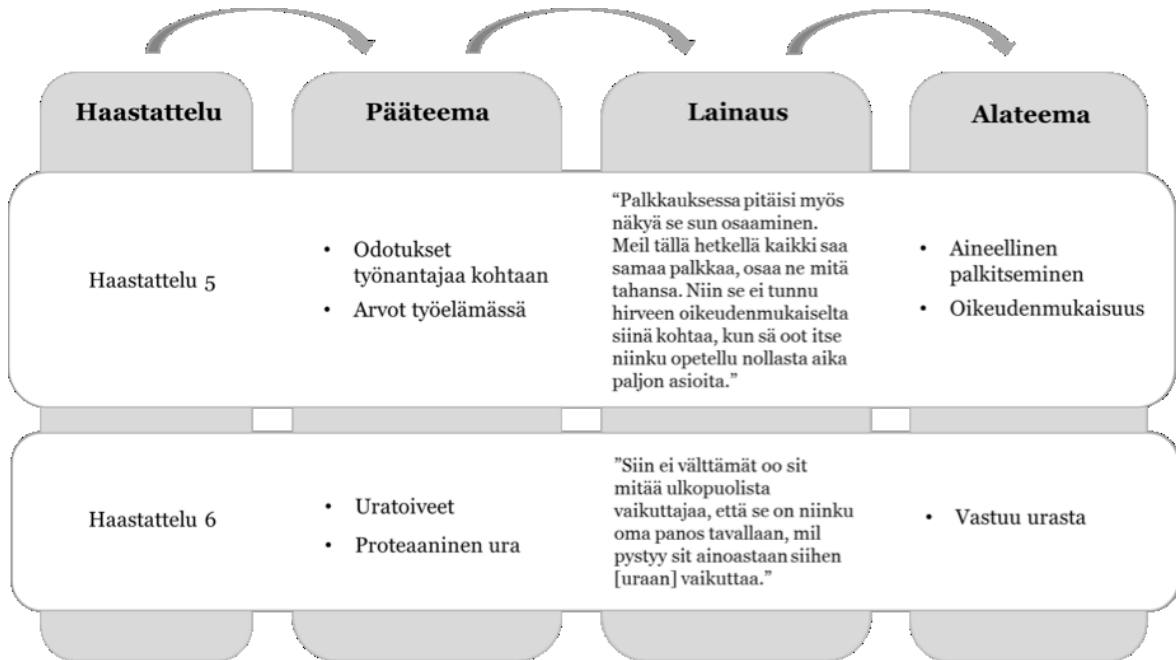 Haastattelu
Pääteema
Lainaus
Alateema
Haastattelu 5
• Odotukset
työnantajaa kohtaan
• Arvot työelämässä
“Palkkauksessa pitäisi myös
näkyä se sun osaaminen.
Meil tällä hetkellä kaikki saa
samaa palkkaa, osaa ne mitä
tahansa. Niin se ei tunnu
hirveen oikeudenmukaiselta
siinä kohtaa, kun sä oot itse
niinku opetellu nollasta aika
paljon asioita.”
• Aineellinen
palkitseminen
• Oikeudenmukaisuus
Haastattelu 6
• Uratoiveet
• Proteaaninen ura
”Siin ei välttämät oo sit
mitää ulkopuolista
vaikuttajaa, että se on niinku
oma panos tavallaan, mil
pystyy sit ainoastaan siihen
[uraan] vaikuttaa.”
• Vastuu urasta